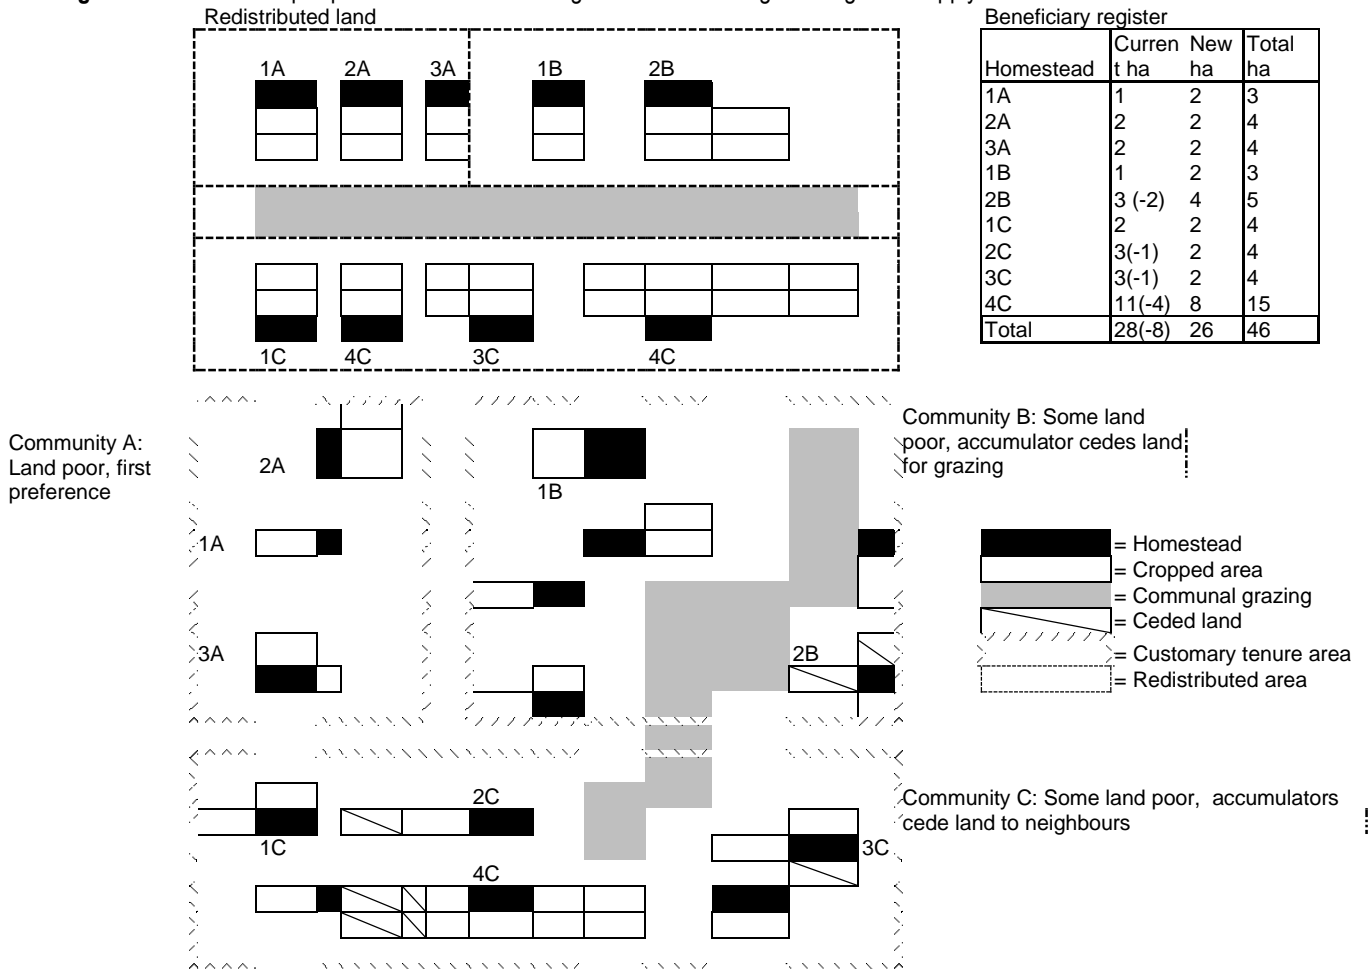 Redistributed land
Beneficiary register
Homestead Curren t ha New ha Total ha
1A 1 2 3
2A 2 2 4
3A 2 2 4
1B 1 2 3
2B 3 (-2) 4 5
1C 2 2 4
2C 3(-1) 2 4
3C 3(-1) 2 4
4C 11(-4) 8 15
Total 28(-8) 26 46
1A 2A 3A 1B 2B
1C 4C 3C 4C
Community A:
Land poor, first
preference
2A
1A
3A
1B
2B
Community B: Some land
poor, accumulator cedes land
for grazing
= Homestead
= Cropped area
= Communal grazing
= Ceded land
= Customary tenure area
= Redistributed area
2C
1C
3C
4C
Community C: Some land poor, accumulators
cede land to neighbours